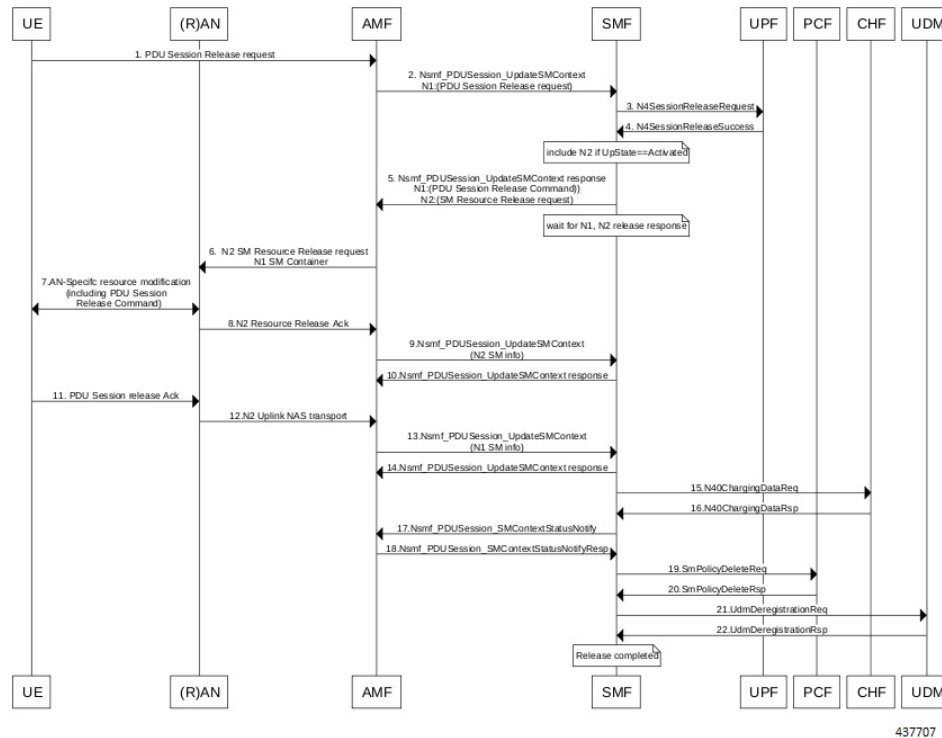 UE (R)AN AMF SMF UPF PCF CHF UDM
1. PDU Session Release request
2. Nsmf_PDUSession_UpdateSMContext
N1:(PDU Session Release request)
3. N4SessionReleaseRequest
4. N4SessionReleaseSuccess
include N2 if UpState==Activated
5. Nsmf_PDUSession_UpdateSMContext response
N1:(PDU Session Release Command))
N2:(SM Resource Release request)
wait for N1, N2 release response
6. N2 SM Resource Release request
N1 SM Container
7.AN-Specifc resource modification
(including PDU Session
Release Command)
8.N2 Resource Release Ack
9.Nsmf_PDUSession_UpdateSMContext
(N2 SM info)
10.Nsmf_PDUSession_UpdateSMContext response
11. PDU Session release Ack
12.N2 Uplink NAS transport
13.Nsmf_PDUSession_UpdateSMContext
(N1 SM info)
14.Nsmf_PDUSession_UpdateSMContext response
15.N40ChargingDataReq
16.N40ChargingDataRsp
17.Nsmf_PDUSession_SMContextStatusNotify
18.Nsmf_PDUSession_SMContextStatusNotifyResp
19.SmPolicyDeleteReq
20.SmPolicyDeleteRsp
21.UdmDeregistrationReq
22.UdmDeregistrationRsp
Release completed
UE (R)AN AMF SMF UPF PCF CHF UDM
437707